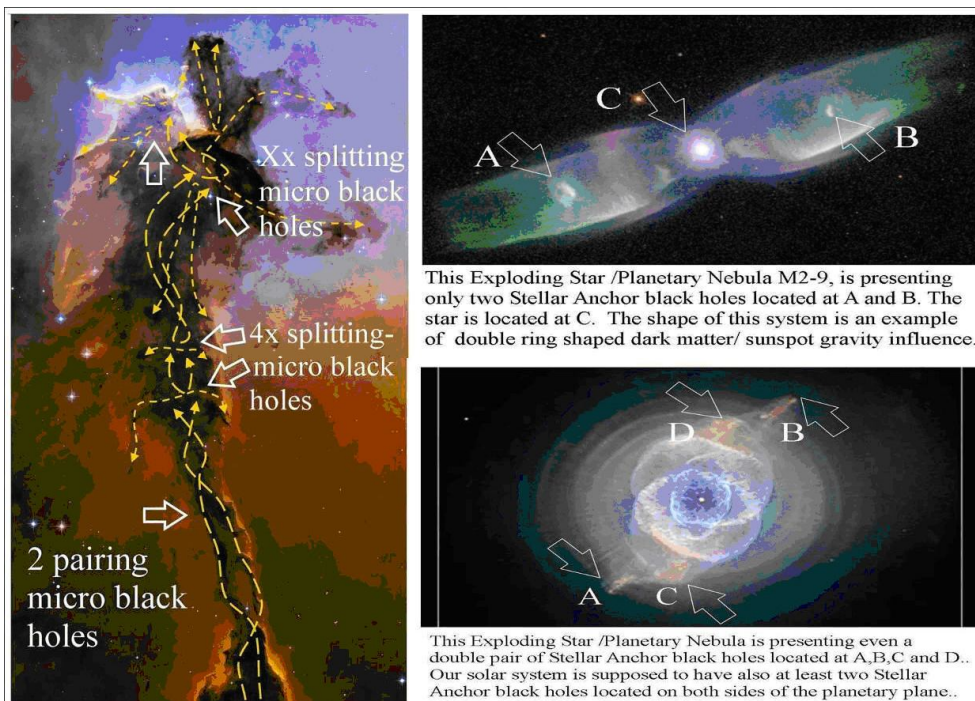 Xx splitting
micro black
holes
4x splitting-
micro black
holes
2 pairing
micro black
holes
C
A
B
This Exploding Star /Planetary Nebula M2-9, is presenting
only two Stellar Anchor black holes located at A and B. The
star is located at C.  The shape of this system is an example
of  double ring shaped dark matter/ sunspot gravity influence.
D
B
A
C
This Exploding Star /Planetary Nebula is presenting even a
double pair of Stellar Anchor black holes located at A,B,C and D..
Our solar system is supposed to have also at least two Stellar
Anchor black holes located on both sides of the planetary plane..